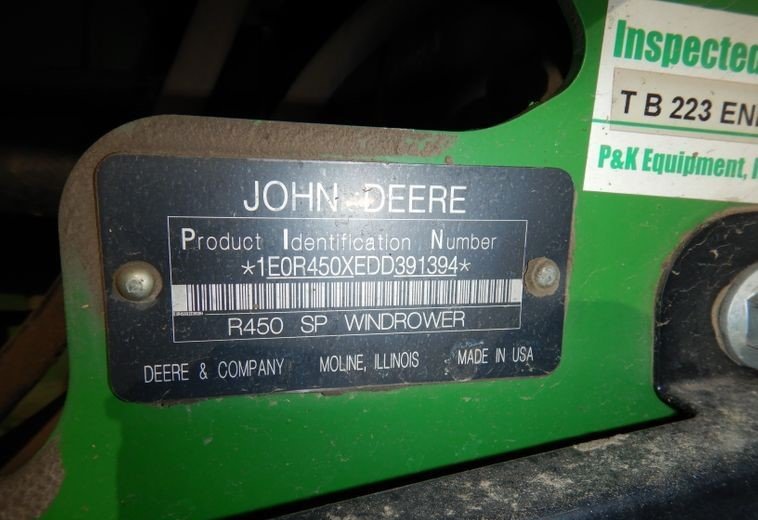 JOHN DEERE
Product Identification Number
*1E0R450XEDD391394*
R450 SP WINDROWER
DEERE & COMPANY MOLINE, ILLINOIS MADE IN USA
Inspected
T B 223 EN
P&K Equipment,